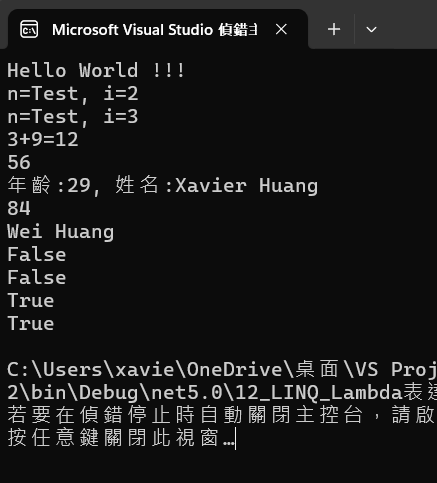 Microsoft Visual Studio 偵錯主
Hello World !!!
n=Test, i=2
n=Test, i=3
3+9=12
56
年齡:29, 姓名:Xavier Huang
84
Wei Huang
False
False
True
True
C:\Users\xavie\OneDrive\桌面\VS Proj
2\bin\Debug\net5.0\12_LINQ_Lambda表達
若要在偵錯停止時自動關閉主控台，請啟
按任意鍵關閉此視窗…